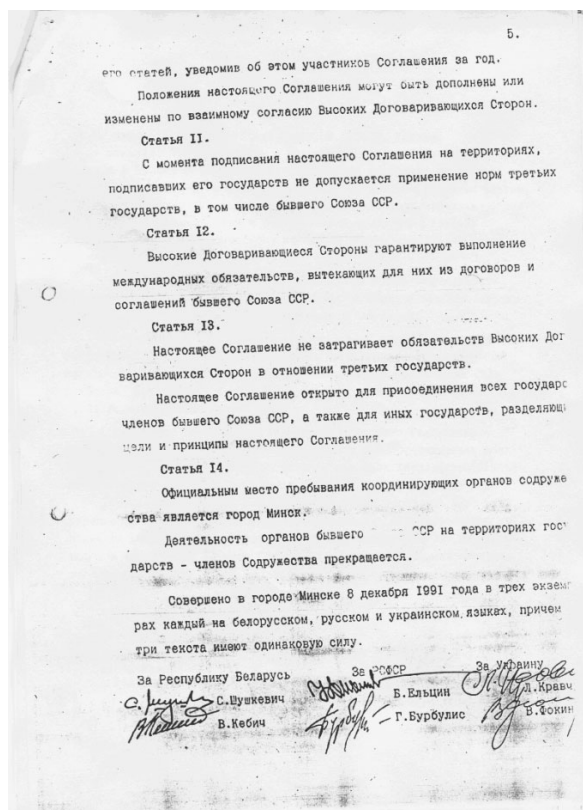 5.
его статей, уведомив об этом участников Соглашения за год.
Положения настоящего Соглашения могут быть дополнены или
изменены по взаимному согласию Высоких Договаривающихся Сторон.
Статья II.
С момента подписания настоящего Соглашения на территориях,
подписавших его государств не допускается применение норм третьих
государств, в том числе бывшего Союза ССР.
Статья I2.
Высокие Договаривающиеся Стороны гарантируют выполнение
международных обязательств, вытекающих для них из договоров и
соглашений бывшего Союза ССР.
Статья I3.
Настоящее Соглашение не затрагивает обязательств Высоких Дог
варивающихся Сторон в отношении третьих государств.
Настоящее Соглашение открыто для присоединения всех государс
членов бывшего Союза ССР, а также для иных государств, разделяющ
цели и принципы настоящего Соглашения.
Статья I4.
Официальным место пребывания координирующих органов содруже
ства является город Минск.
Деятельность органов бывшего ССР на территориях гос
дарств - членов Содружества прекращается.
Совершено в городе Минске 8 декабря I99I года в трех экзем
рах каждый на белорусском, русском и украинском языках, причем
три текста имеют одинаковую силу.
За Республику Беларусь За РСФСР За Украину
С.Шушкевич Б.Ельцин Л.Кравч
В.Кебич Г.Бурбулис В.Фокин